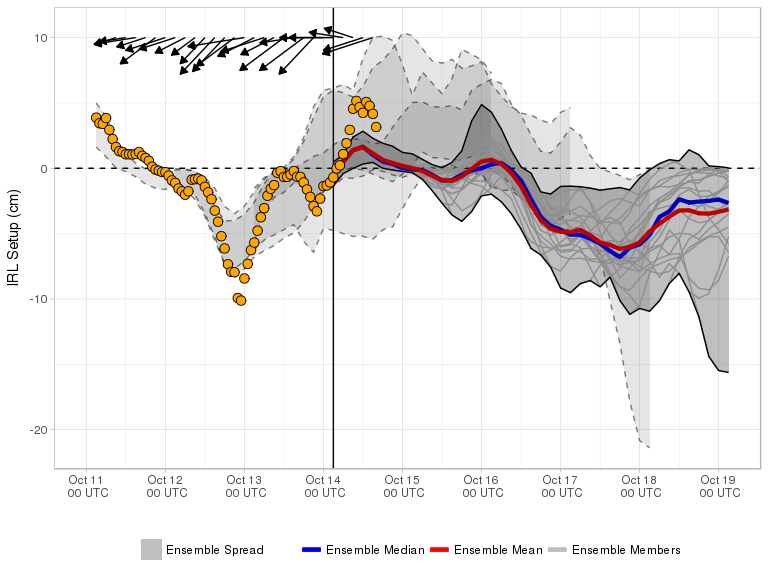 10
0
-10
-20
IRL Setup (cm)
Oct 11 Oct 12 Oct 13 Oct 14 Oct 15 Oct 16 Oct 17 Oct 18 Oct 19
00 UTC 00 UTC 00 UTC 00 UTC 00 UTC 00 UTC 00 UTC 00 UTC 00 UTC
Ensemble Spread Ensemble Median Ensemble Mean Ensemble Members